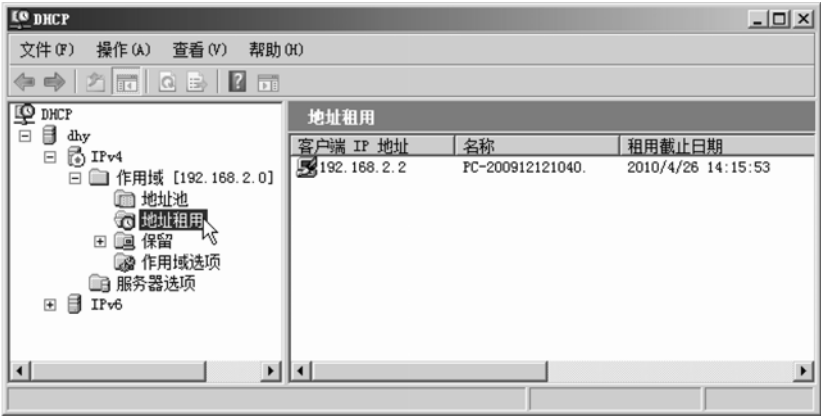 DHCP
文件(F) 操作(A) 查看(V) 帮助(H)
DHCP
dhy
IPv4
作用域 [192.168.2.0]
地址池
地址租用
保留
作用域选项
服务器选项
IPv6
地址租用
客户端 IP 地址 名称 租用截止日期
192.168.2.2 PC-200912121040. 2010/4/26 14:15:53